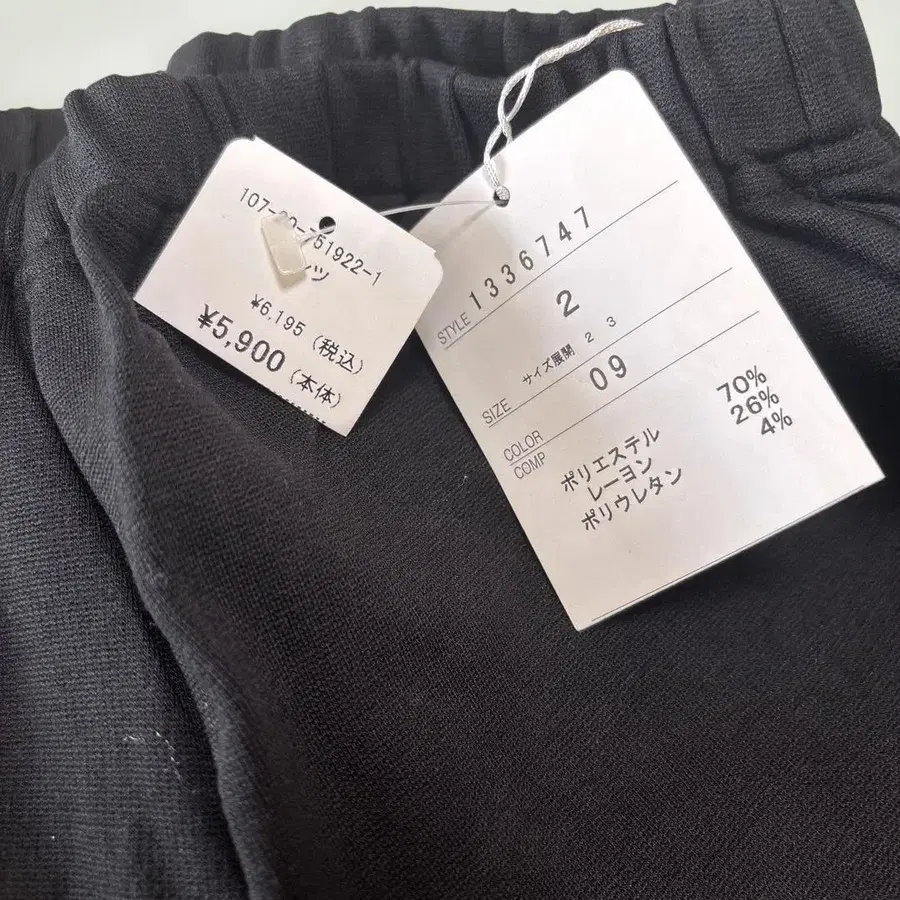 107-
51922-1
ンツ
¥6,195 (税込)
¥5,900 (本体)
STYLE 1336747
2
サイズ展開 2 3
SIZE 09
COLOR
COMP
ポリエステル 70%
レーヨン 26%
ポリウレタン 4%